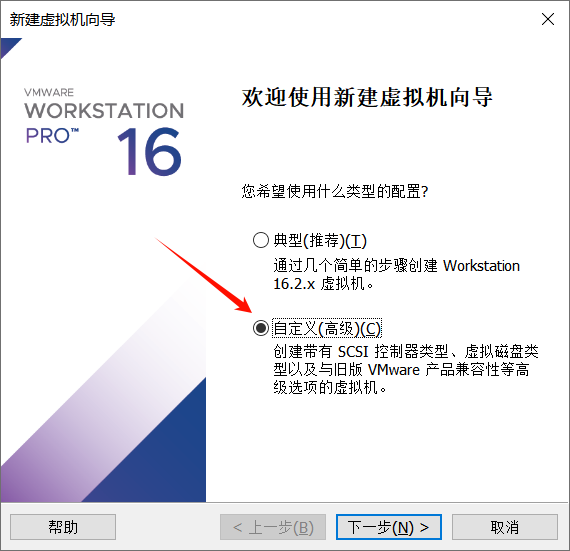 新建虚拟机向导
VMWARE
WORKSTATION
PRO™ 16
欢迎使用新建虚拟机向导
您希望使用什么类型的配置?
典型(推荐)(T)
通过几个简单的步骤创建 Workstation
16.2.x 虚拟机。
自定义(高级)(C)
创建带有 SCSI 控制器类型、虚拟磁盘类
型以及与旧版 VMware 产品兼容性等高
级选项的虚拟机。
帮助
< 上一步(B)
下一步(N) >
取消